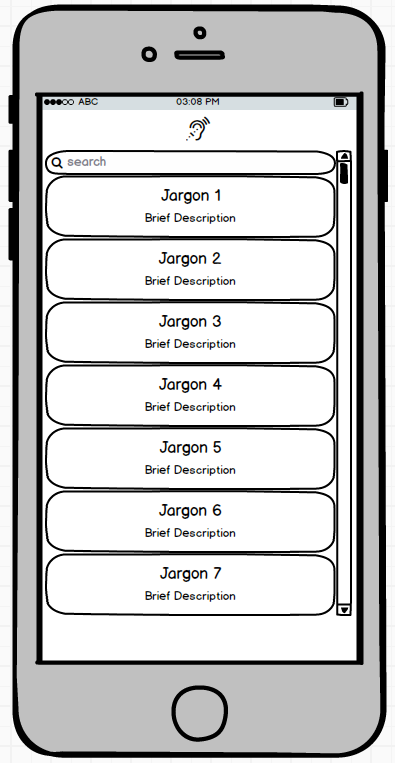 ABC 03:08 PM
search
Jargon 1
Brief Description
Jargon 2
Brief Description
Jargon 3
Brief Description
Jargon 4
Brief Description
Jargon 5
Brief Description
Jargon 6
Brief Description
Jargon 7
Brief Description